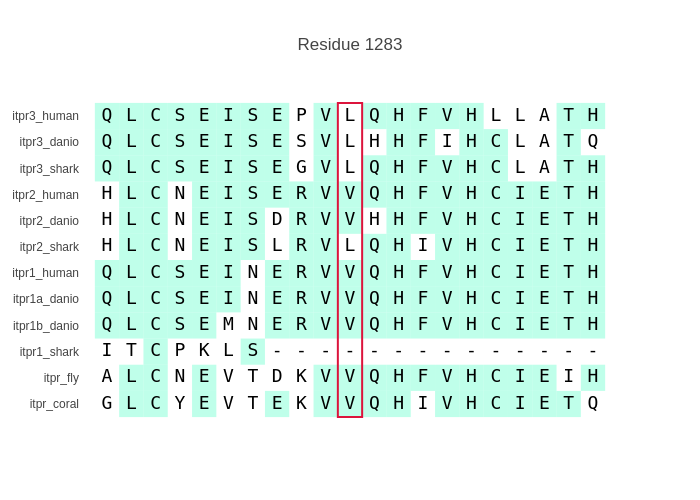 Residue 1283
itpr3_human Q L C S E I S E P V L Q H F V H L L A T H
itpr3_danio Q L C S E I S E S V L H H F I H C L A T Q
itpr3_shark Q L C S E I S E G V L Q H F V H C L A T H
itpr2_human H L C N E I S E R V V Q H F V H C I E T H
itpr2_danio H L C N E I S D R V V H H F V H C I E T H
itpr2_shark H L C N E I S L R V L Q H I V H C I E T H
itpr1_human Q L C S E I N E R V V Q H F V H C I E T H
itpr1a_danio Q L C S E I N E R V V Q H F V H C I E T H
itpr1b_danio Q L C S E M N E R V V Q H F V H C I E T H
itpr1_shark I T C P K L S - - - - - - - - - - - - - -
itpr_fly A L C N E V T D K V V Q H F V H C I E I H
itpr_coral G L C Y E V T E K V V Q H I V H C I E T Q